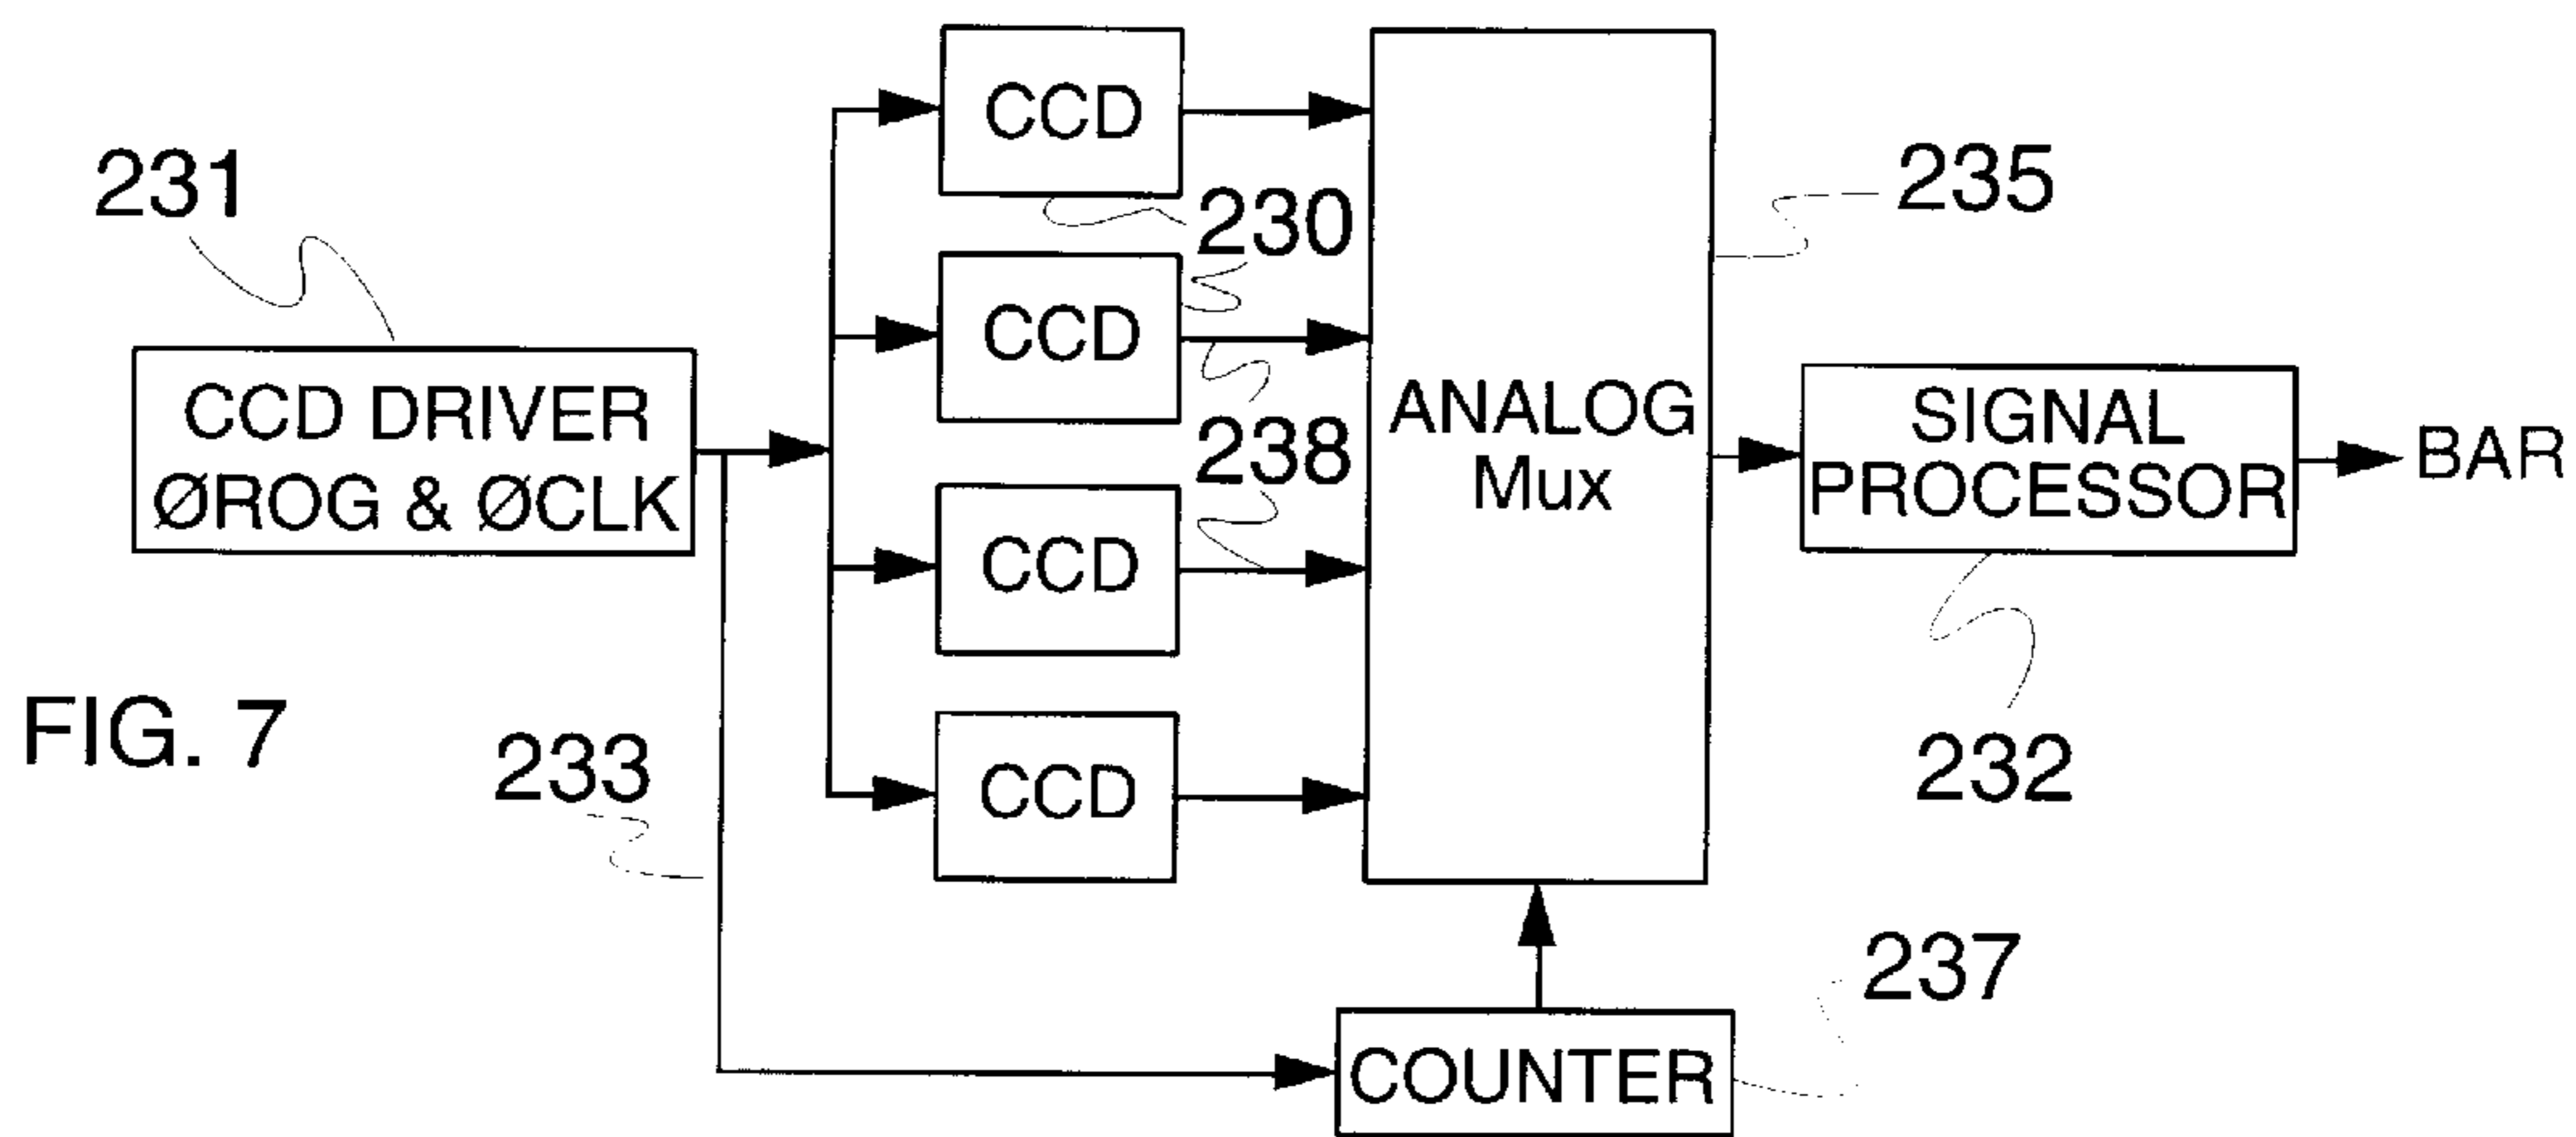 CCD
231
230
235
CCD
CCD DRIVER
ØROG & ØCLK
238
ANALOG
Mux
SIGNAL
PROCESSOR
BAR
CCD
FIG. 7
233
CCD
232
237
COUNTER